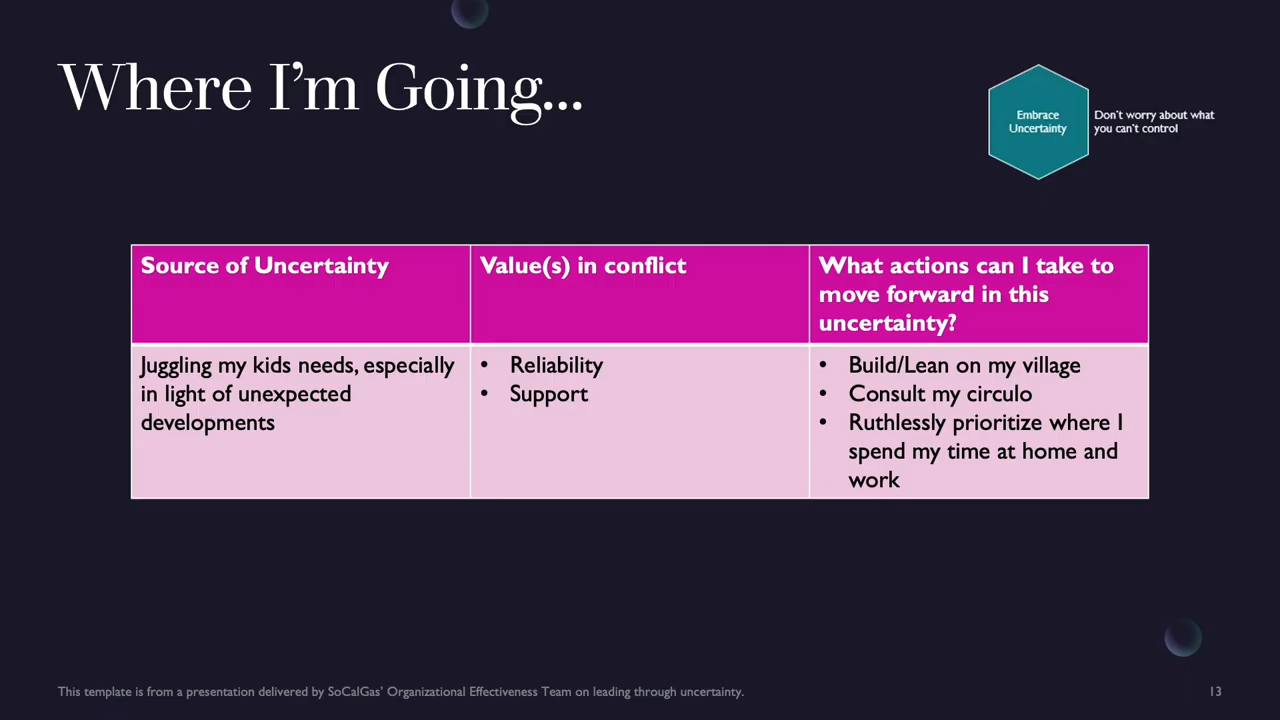 Where I'm Going...
Embrace
Uncertainty
Don't worry about what
you can't control
Source of Uncertainty
Value(s) in conflict
What actions can I take to
move forward in this
uncertainty?
Juggling my kids needs, especially
in light of unexpected
developments
• Reliability
• Support
• Build/Lean on my village
• Consult my circulo
• Ruthlessly prioritize where I
spend my time at home and
work
This template is from a presentation delivered by SoCalGas' Organizational Effectiveness Team on leading through uncertainty.
13